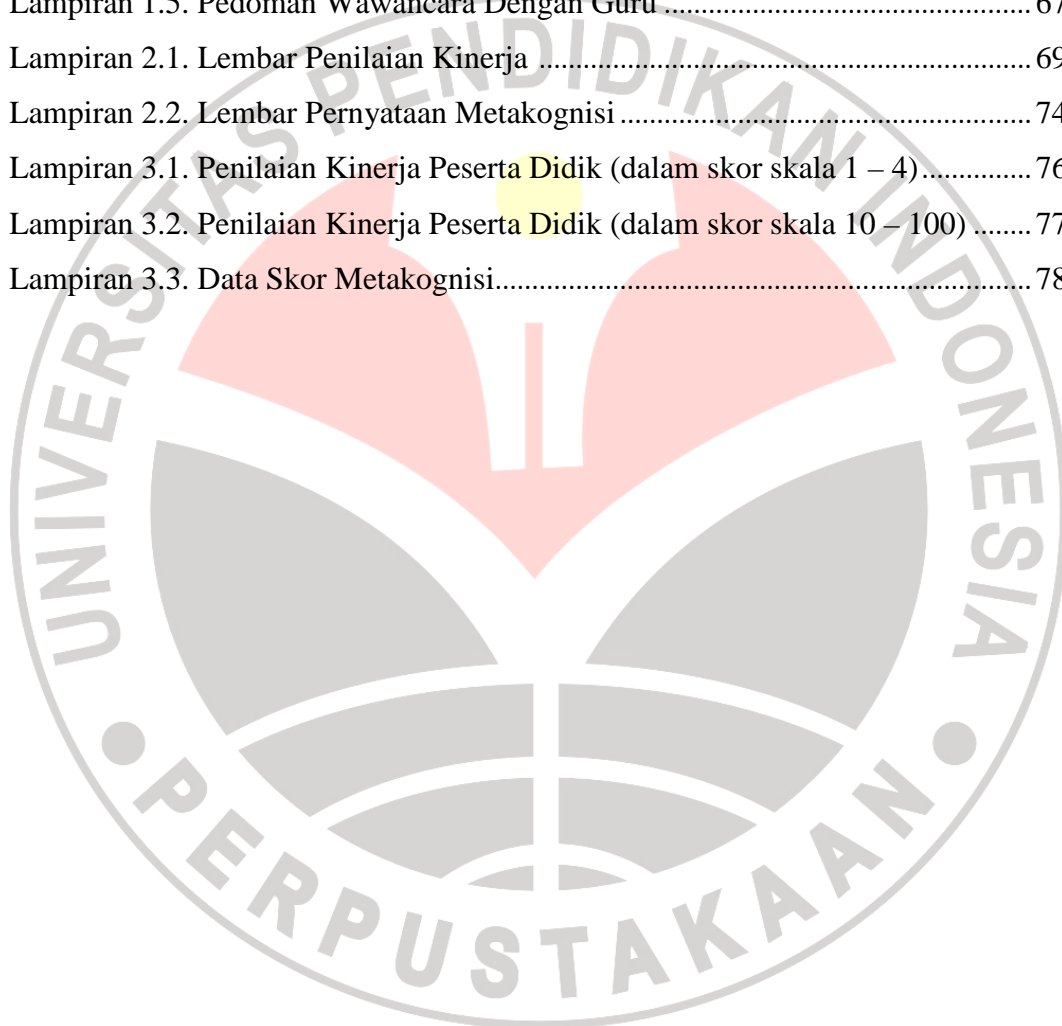 Lampiran 1.5. Pedoman Wawancara Dengan Guru ............................................. 67
Lampiran 2.1. Lembar Penilaian Kinerja ............................................................. 69
Lampiran 2.2. Lembar Pernyataan Metakognisi .................................................. 74
Lampiran 3.1. Penilaian Kinerja Peserta Didik (dalam skor skala 1 – 4).............. 76
Lampiran 3.2. Penilaian Kinerja Peserta Didik (dalam skor skala 10 – 100) ....... 77
Lampiran 3.3. Data Skor Metakognisi.................................................................. 78
UNIVERSITAS PENDIDIKAN INDONESIA
PERPUSTAKAAN